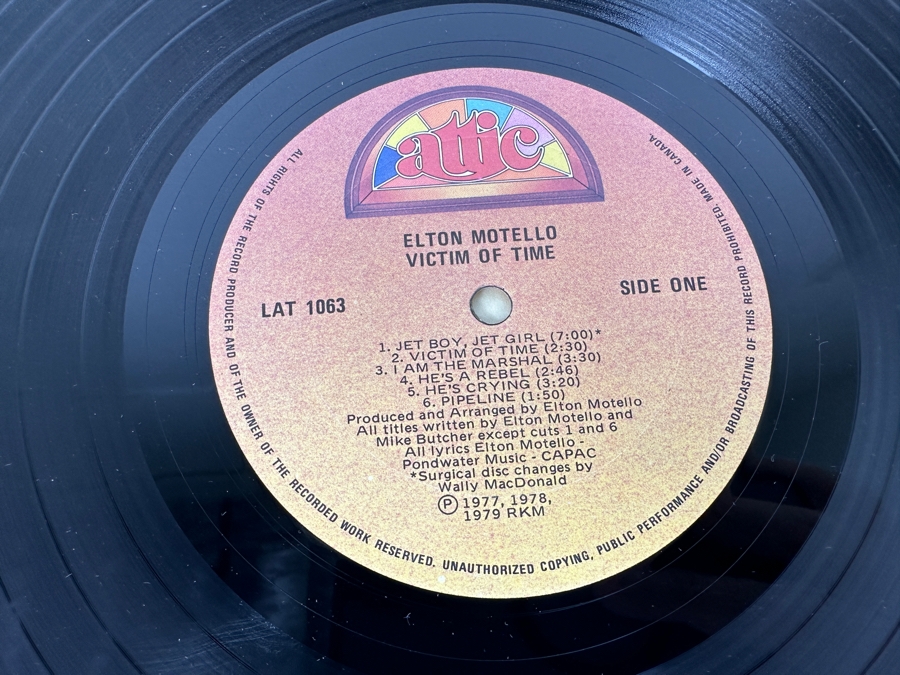 attic
ELTON MOTELLO
VICTIM OF TIME
LAT 1063
SIDE ONE
1. JET BOY, JET GIRL (7:00)*
2. VICTIM OF TIME (2:30)
3. I AM THE MARSHAL (3:30)
4. HE'S A REBEL (2:46)
5. HE'S CRYING (3:20)
6. PIPELINE (1:50)
Produced and Arranged by Elton Motello
All titles written by Elton Motello and
Mike Butcher except cuts 1 and 6
All lyrics Elton Motello -
Pondwater Music - CAPAC
*Surgical disc changes by
Wally MacDonald
Ⓟ 1977, 1978,
1979 RKM
ALL RIGHTS OF THE RECORD PRODUCER AND OF THE OWNER OF THE RECORDED WORK RESERVED. UNAUTHORIZED COPYING, PUBLIC PERFORMANCE AND/OR BROADCASTING OF THIS RECORD PROHIBITED. MADE IN CANADA.